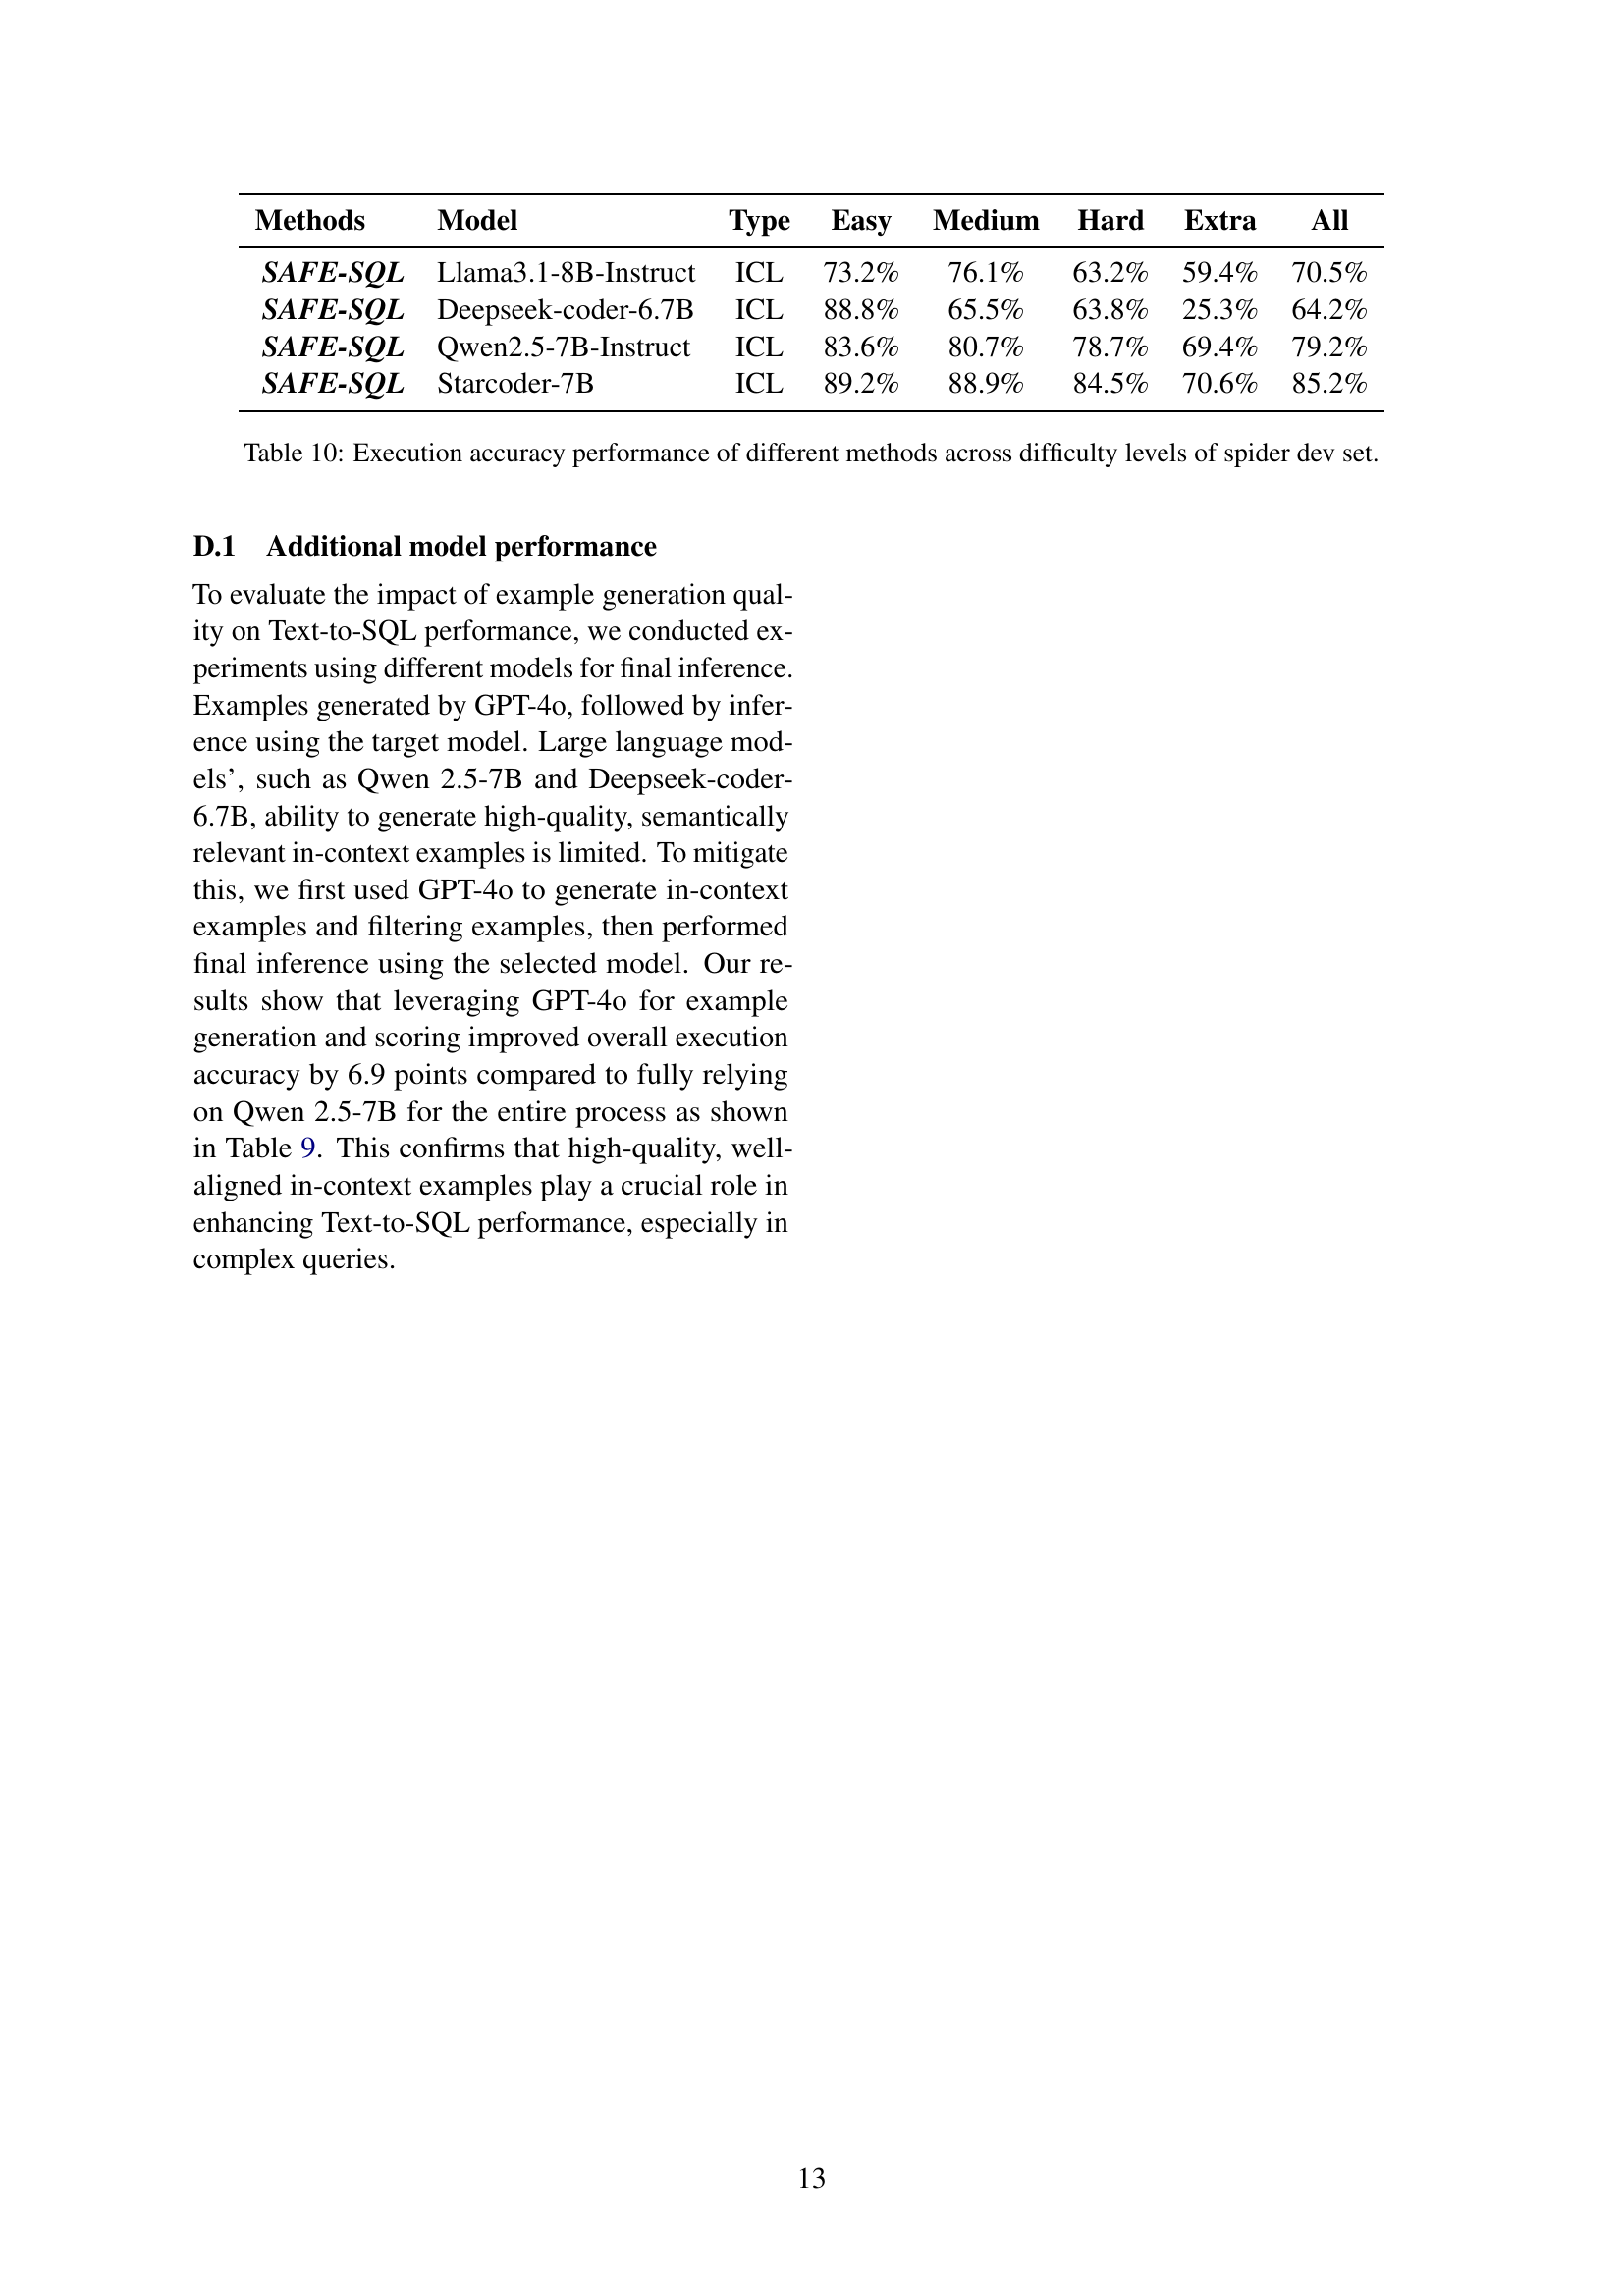 Methods Model Type Easy Medium Hard Extra All
SAFE-SQL Llama3.1-8B-Instruct ICL 73.2% 76.1% 63.2% 59.4% 70.5%
SAFE-SQL Deepseek-coder-6.7B ICL 88.8% 65.5% 63.8% 25.3% 64.2%
SAFE-SQL Qwen2.5-7B-Instruct ICL 83.6% 80.7% 78.7% 69.4% 79.2%
SAFE-SQL Starcoder-7B ICL 89.2% 88.9% 84.5% 70.6% 85.2%
Table 10: Execution accuracy performance of different methods across difficulty levels of spider dev set.
D.1 Additional model performance
To evaluate the impact of example generation qual-
ity on Text-to-SQL performance, we conducted ex-
periments using different models for final inference.
Examples generated by GPT-4o, followed by infer-
ence using the target model. Large language mod-
els’, such as Qwen 2.5-7B and Deepseek-coder-
6.7B, ability to generate high-quality, semantically
relevant in-context examples is limited. To mitigate
this, we first used GPT-4o to generate in-context
examples and filtering examples, then performed
final inference using the selected model. Our re-
sults show that leveraging GPT-4o for example
generation and scoring improved overall execution
accuracy by 6.9 points compared to fully relying
on Qwen 2.5-7B for the entire process as shown
in Table 9. This confirms that high-quality, well-
aligned in-context examples play a crucial role in
enhancing Text-to-SQL performance, especially in
complex queries.
13